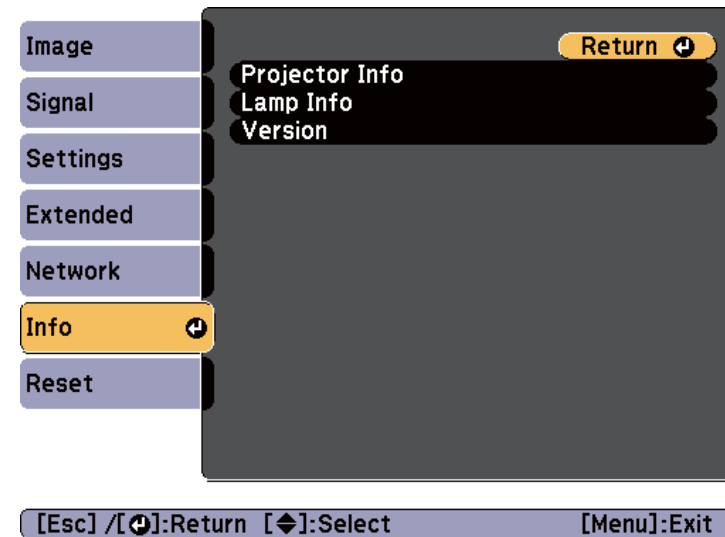 Image
Signal
Settings
Extended
Network
Info
Reset
Return
Projector Info
Lamp Info
Version
[Esc] /[ ]:Return [ ]:Select [Menu]:Exit